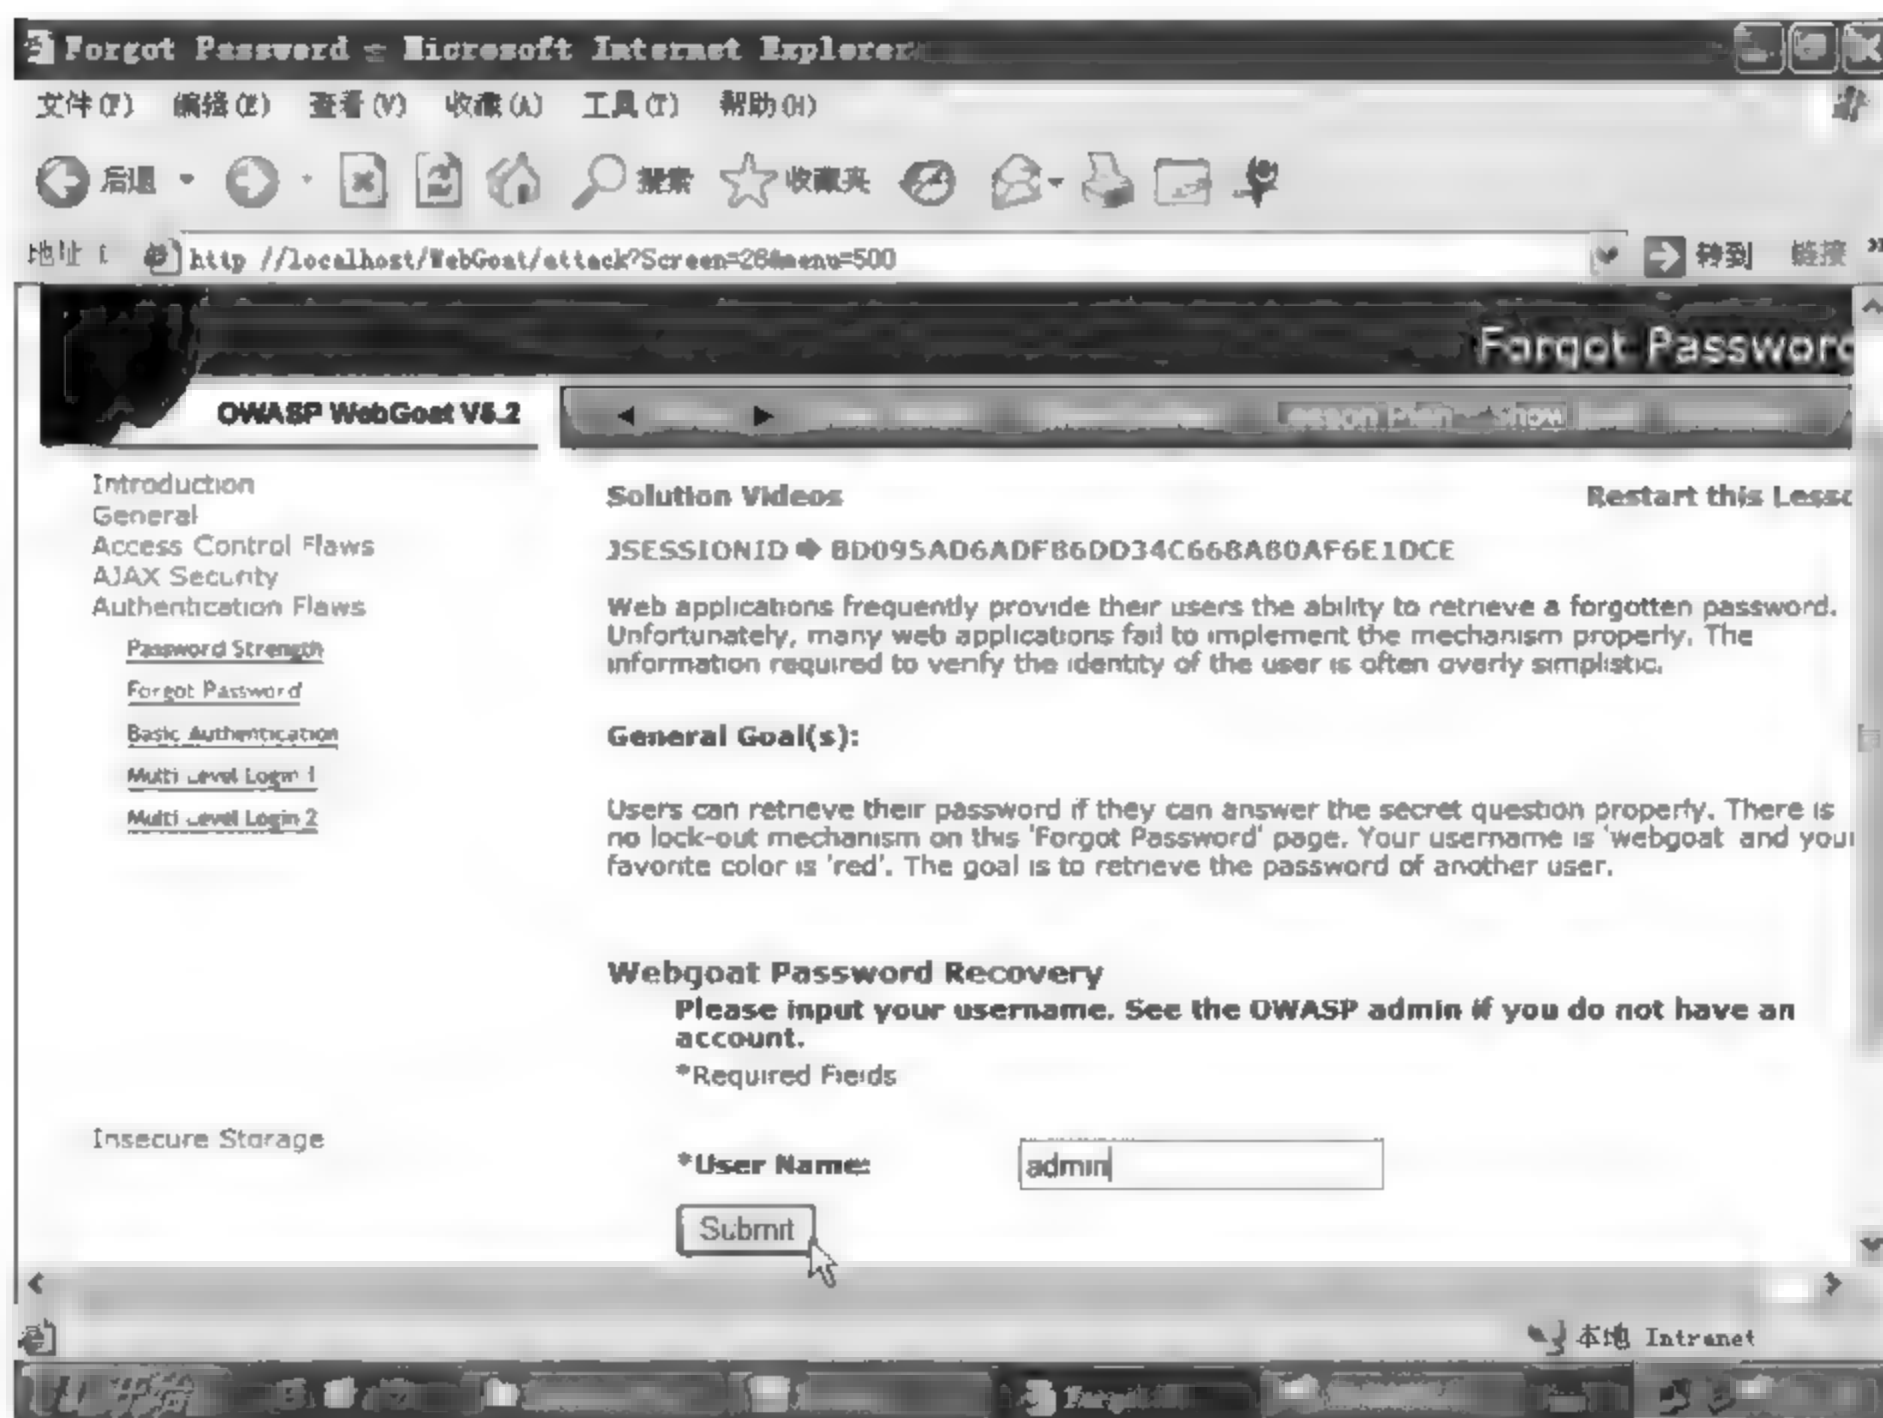 Forgot Password - Microsoft Internet Explorer
文件(F) 编辑(E) 查看(V) 收藏(A) 工具(T) 帮助(H)
后退 搜索 收藏夹
地址 http //localhost/WebGoat/attack?Screen=26&menu=500 转到 链接 »
Forgot Password
OWASP WebGoat V5.2
Lesson Plan Show
Introduction
General
Access Control Flaws
AJAX Security
Authentication Flaws
Password Strength
Forgot Password
Basic Authentication
Multi Level Login 1
Multi Level Login 2
Insecure Storage
Solution Videos Restart this Lesso
JSESSIONID
Web applications frequently provide their users the ability to retrieve a forgotten password.
Unfortunately, many web applications fail to implement the mechanism properly. The
information required to verify the identity of the user is often overly simplistic.
General Goal(s):
Users can retrieve their password if they can answer the secret question properly. There is
no lock-out mechanism on this 'Forgot Password' page. Your username is 'webgoat' and your
favorite color is 'red'. The goal is to retrieve the password of another user.
Webgoat Password Recovery
Please input your username. See the OWASP admin if you do not have an
account.
*Required Fields
*User Name: admin
Submit
本地 Intranet
开始